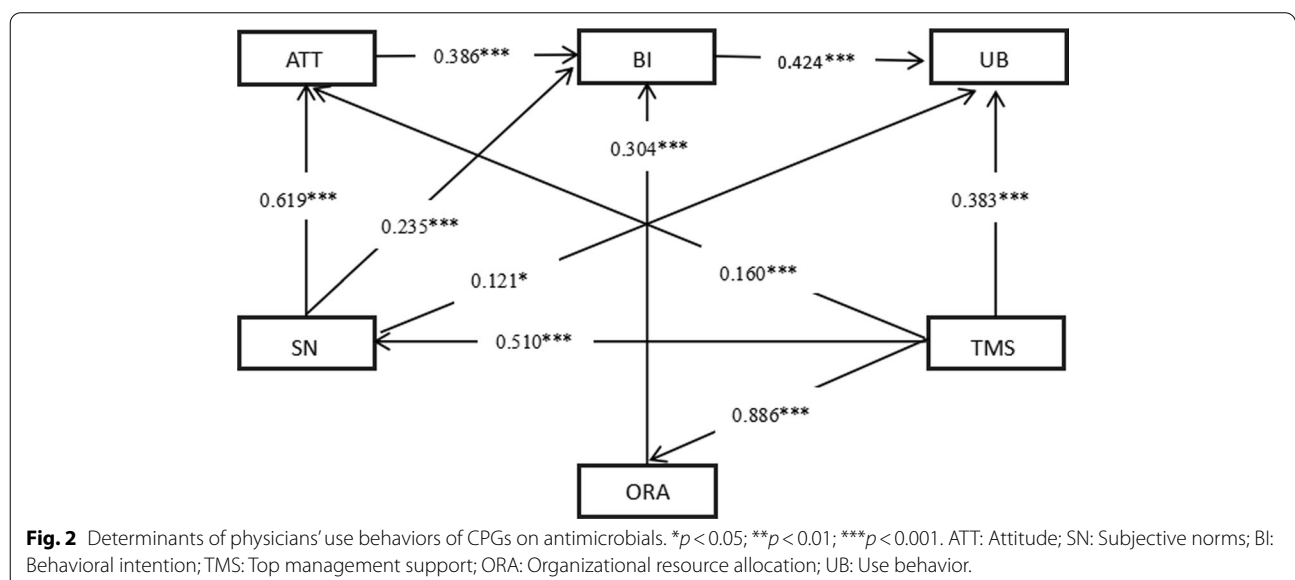 ATT
0.386***
BI
0.424***
UB
0.304***
0.619***
0.383***
0.235***
0.121*
0.160***
SN
0.510***
TMS
0.886***
ORA
Fig. 2 Determinants of physicians’ use behaviors of CPGs on antimicrobials. *p < 0.05; **p < 0.01; ***p < 0.001. ATT: Attitude; SN: Subjective norms; BI:
Behavioral intention; TMS: Top management support; ORA: Organizational resource allocation; UB: Use behavior.